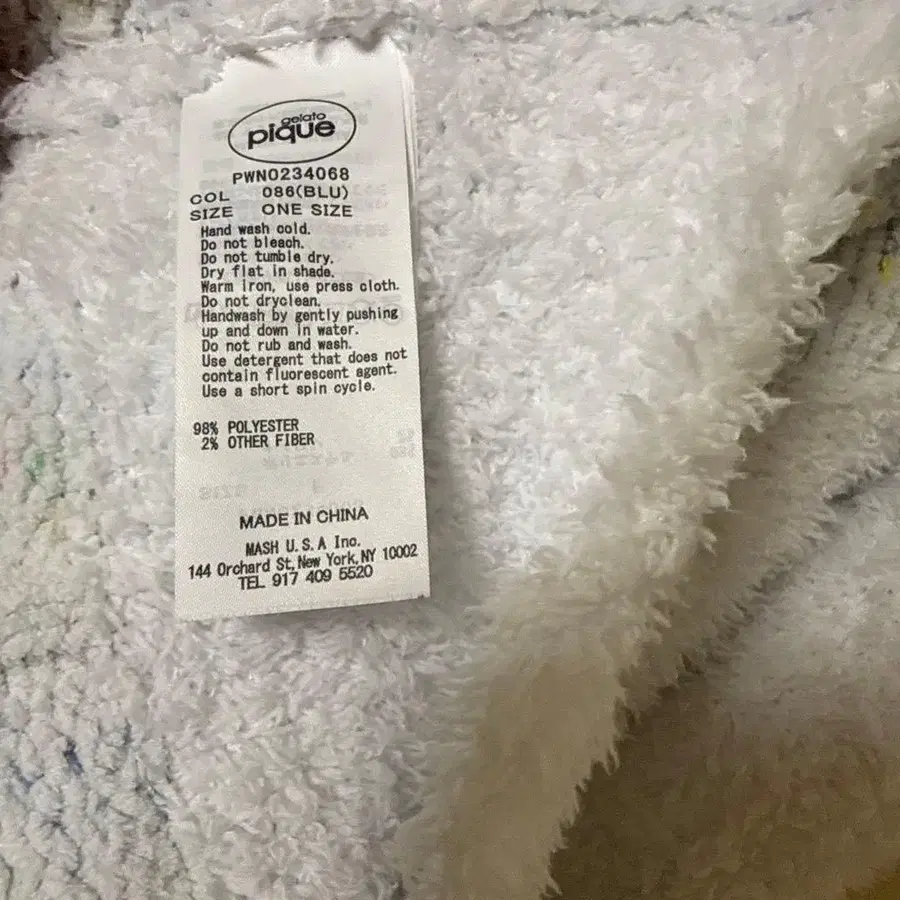 gelato
pique
PWNO234068
COL 086(BLU)
SIZE ONE SIZE
Hand wash cold.
Do not bleach.
Do not tumble dry.
Dry flat in shade.
Warm iron, use press cloth.
Do not dryclean.
Handwash by gently pushing
up and down in water.
Do not rub and wash.
Use detergent that does not
contain fluorescent agent.
Use a short spin cycle.
98% POLYESTER
2% OTHER FIBER
MADE IN CHINA
MASH U.S.A Inc.
144 Orchard St, New York, NY 10002
TEL 917 409 5520